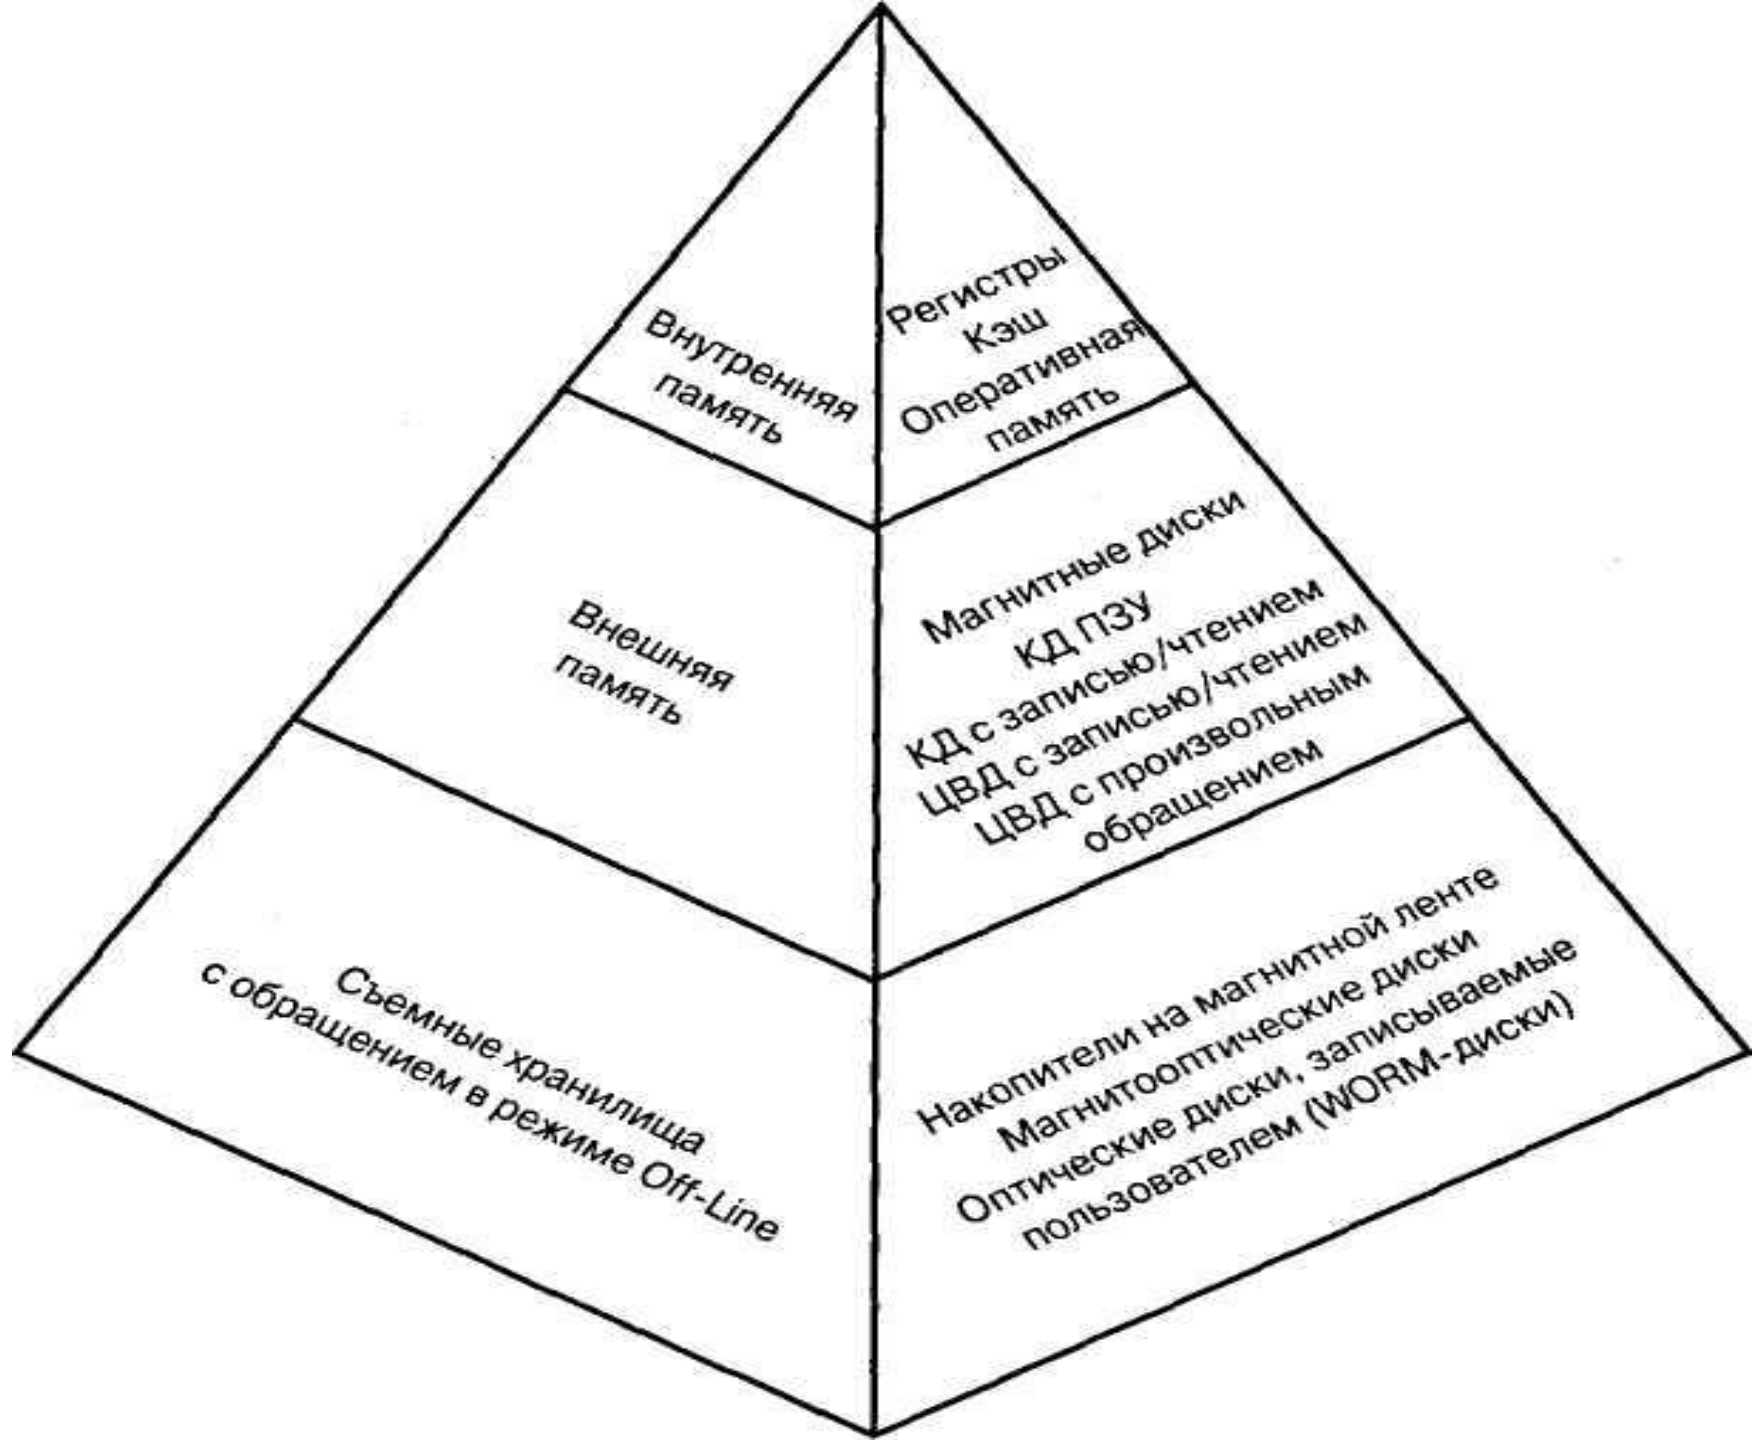 Внутренняя
память
Регистры
Кэш
Оперативная
память
Внешняя
память
Магнитные диски
КД ПЗУ
КД с записью/чтением
ЦВД с записью/чтением
ЦВД с произвольным
обращением
Съемные хранилища
с обращением в режиме Off-Line
Накопители на магнитной ленте
Магнитооптические диски
Оптические диски, записываемые
пользователем (WORM-диски)